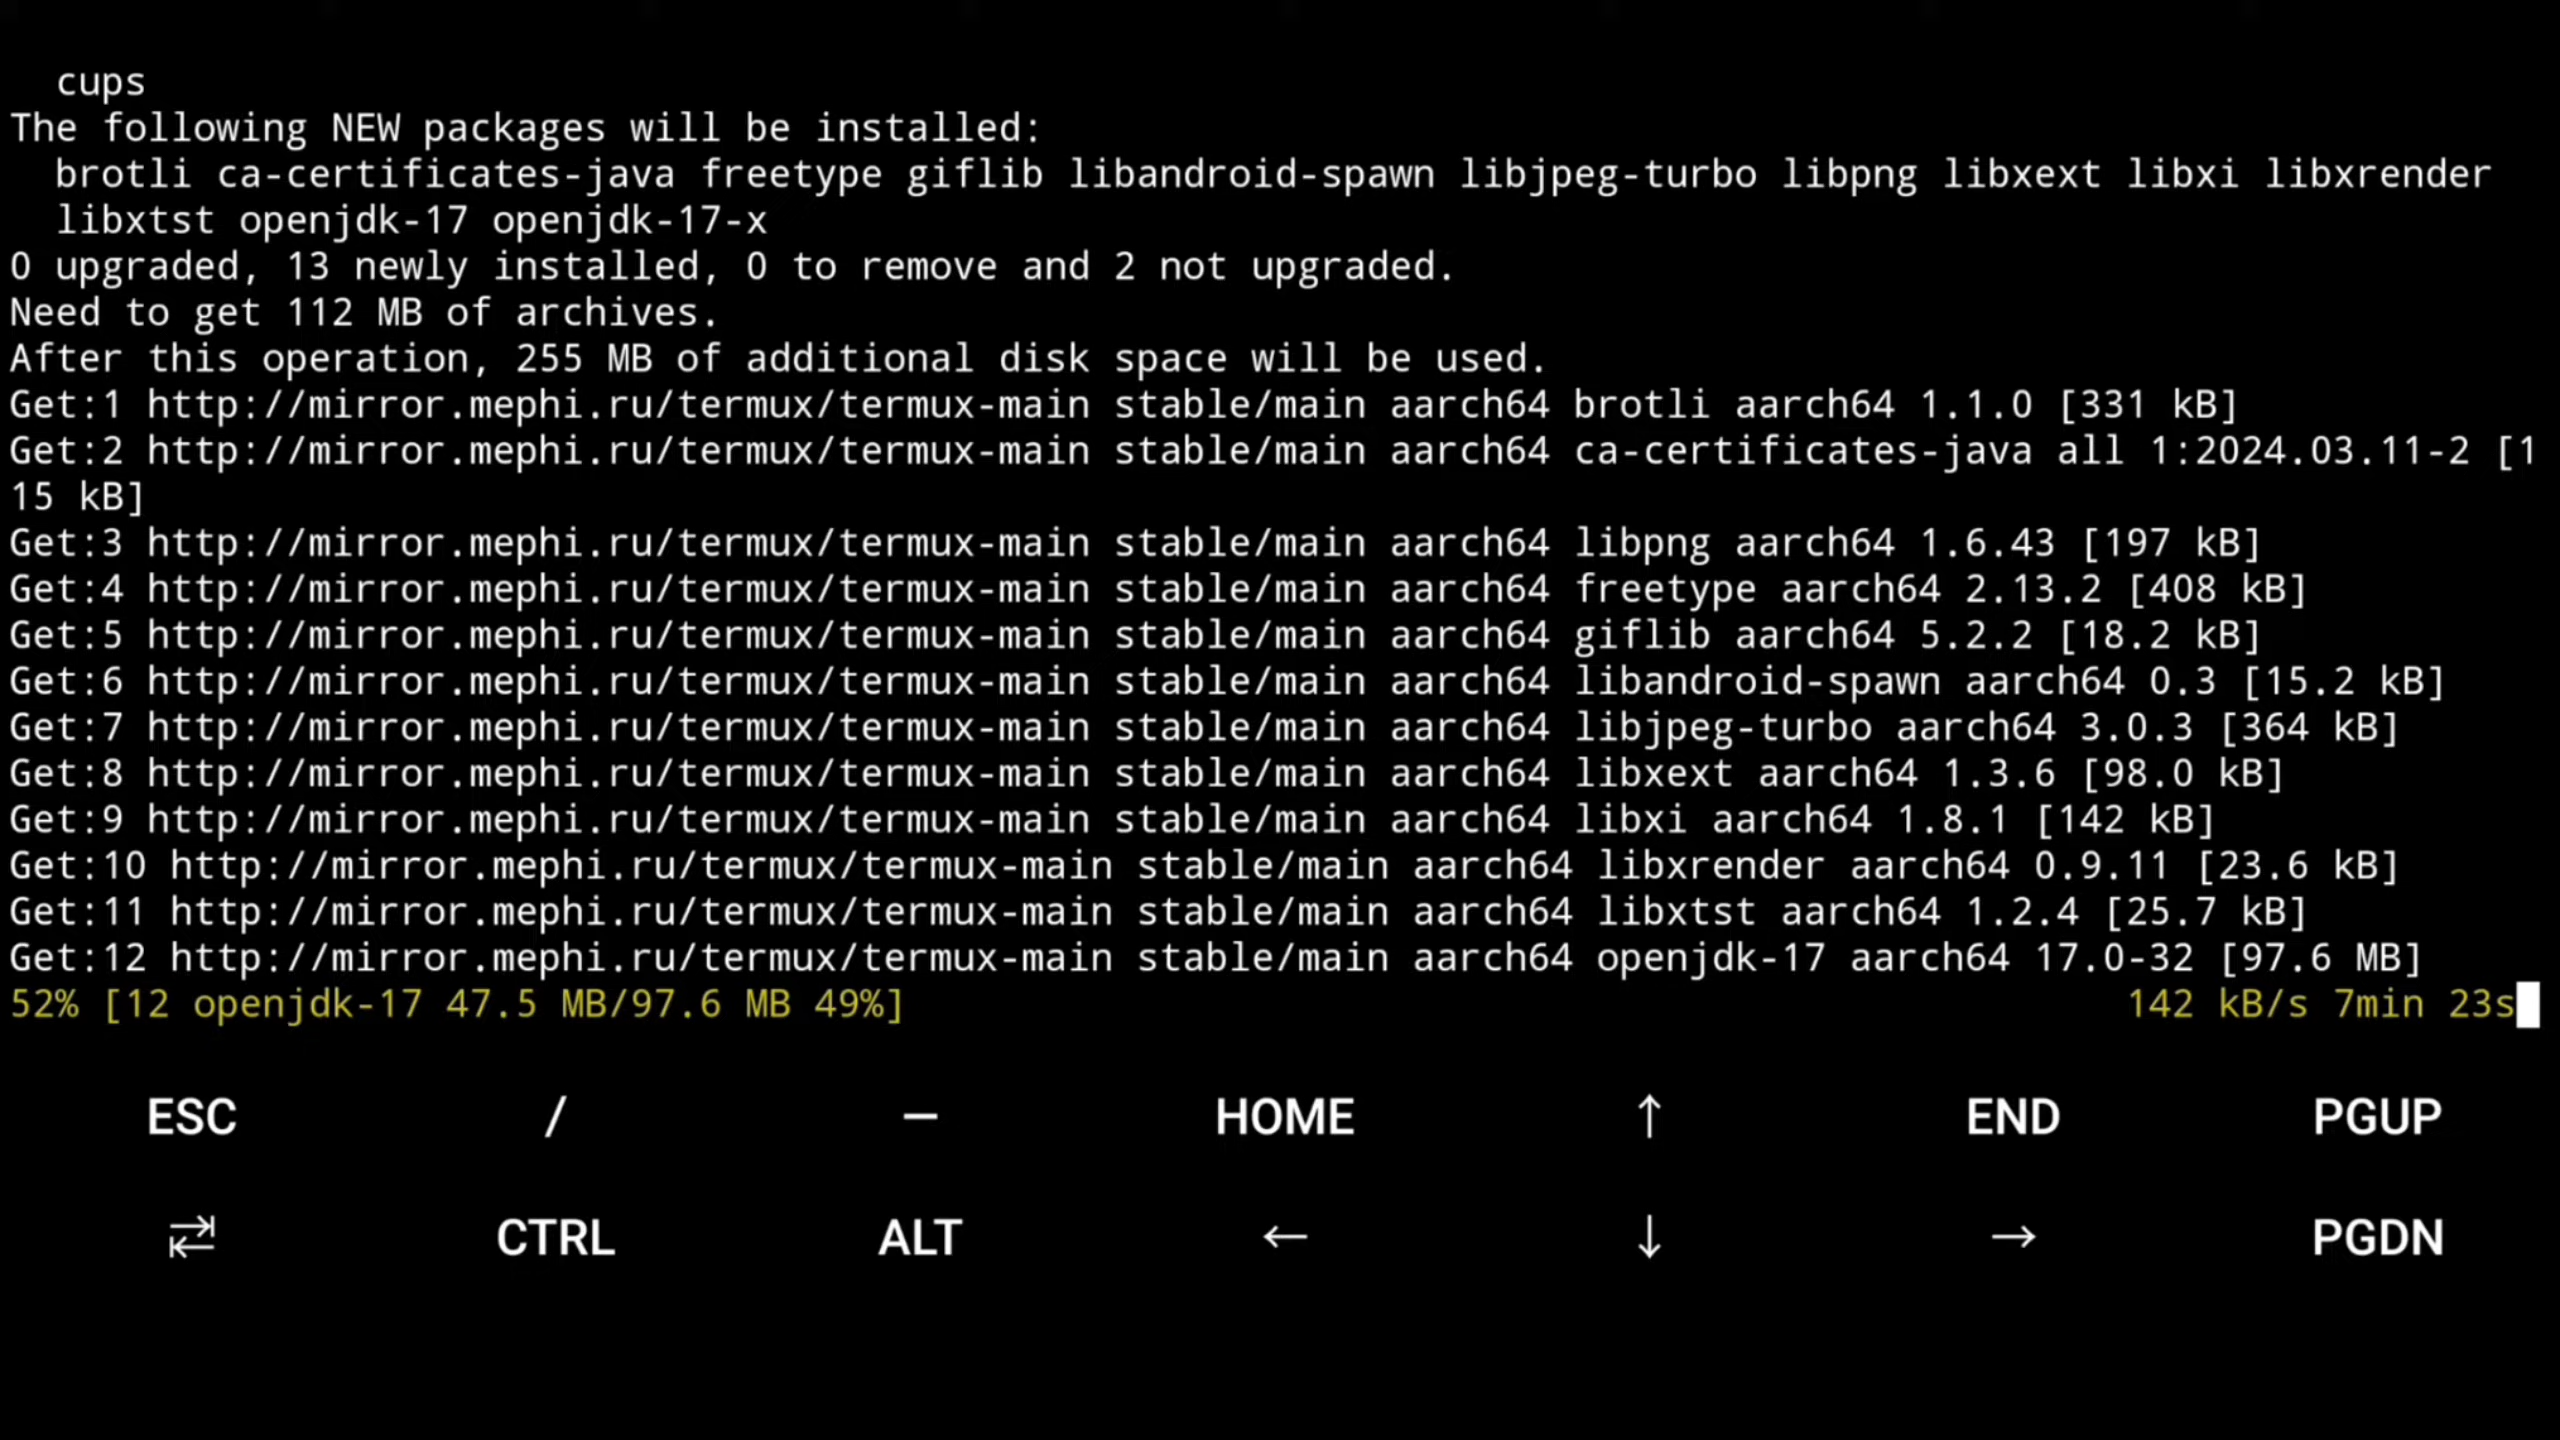 cups
The following NEW packages will be installed:
brotli ca-certificates-java freetype giflib libandroid-spawn libjpeg-turbo libpng libxext libxi libxrender
libxtst openjdk-17 openjdk-17-x
0 upgraded, 13 newly installed, 0 to remove and 2 not upgraded.
Need to get 112 MB of archives.
After this operation, 255 MB of additional disk space will be used.
Get:1 http://mirror.mephi.ru/termux/termux-main stable/main aarch64 brotli aarch64 1.1.0 [331 kB]
Get:2 http://mirror.mephi.ru/termux/termux-main stable/main aarch64 ca-certificates-java all 1:2024.03.11-2 [1
15 kB]
Get:3 http://mirror.mephi.ru/termux/termux-main stable/main aarch64 libpng aarch64 1.6.43 [197 kB]
Get:4 http://mirror.mephi.ru/termux/termux-main stable/main aarch64 freetype aarch64 2.13.2 [408 kB]
Get:5 http://mirror.mephi.ru/termux/termux-main stable/main aarch64 giflib aarch64 5.2.2 [18.2 kB]
Get:6 http://mirror.mephi.ru/termux/termux-main stable/main aarch64 libandroid-spawn aarch64 0.3 [15.2 kB]
Get:7 http://mirror.mephi.ru/termux/termux-main stable/main aarch64 libjpeg-turbo aarch64 3.0.3 [364 kB]
Get:8 http://mirror.mephi.ru/termux/termux-main stable/main aarch64 libxext aarch64 1.3.6 [98.0 kB]
Get:9 http://mirror.mephi.ru/termux/termux-main stable/main aarch64 libxi aarch64 1.8.1 [142 kB]
Get:10 http://mirror.mephi.ru/termux/termux-main stable/main aarch64 libxrender aarch64 0.9.11 [23.6 kB]
Get:11 http://mirror.mephi.ru/termux/termux-main stable/main aarch64 libxtst aarch64 1.2.4 [25.7 kB]
Get:12 http://mirror.mephi.ru/termux/termux-main stable/main aarch64 openjdk-17 aarch64 17.0-32 [97.6 MB]
52% [12 openjdk-17 47.5 MB/97.6 MB 49%] 142 kB/s 7min 23s
ESC / — HOME ↑ END PGUP
⇄ CTRL ALT ← ↓ → PGDN